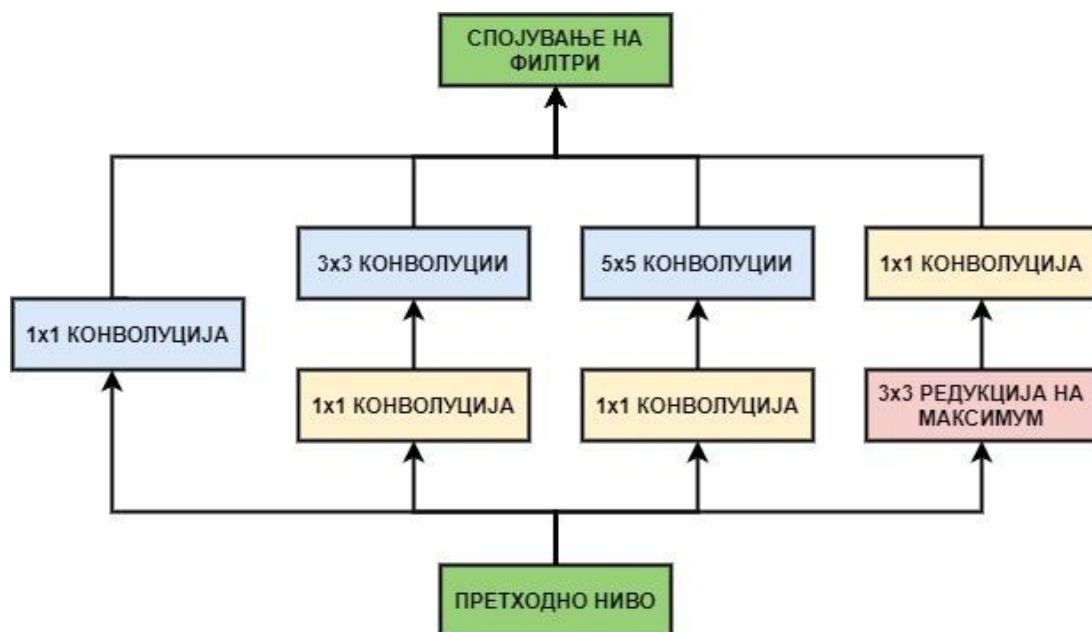 СПОЈУВАЊЕ НА
ФИЛТРИ
3x3 КОНВОЛУЦИИ
5x5 КОНВОЛУЦИИ
1x1 КОНВОЛУЦИЈА
1x1 КОНВОЛУЦИЈА
1x1 КОНВОЛУЦИЈА
1x1 КОНВОЛУЦИЈА
3x3 РЕДУКЦИЈА НА
МАКСИМУМ
ПРЕТХОДНО НИВО